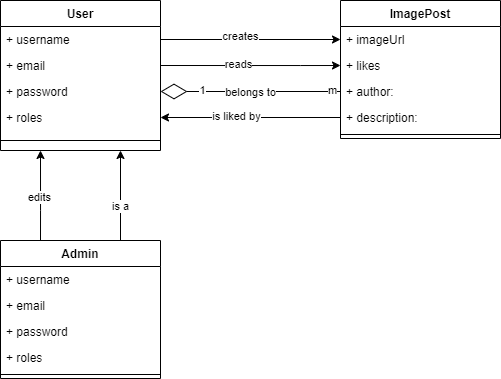 User
+ username
+ email
+ password
+ roles
creates
reads
1 belongs to m
is liked by
ImagePost
+ imageUrl
+ likes
+ author:
+ description:
edits
is a
Admin
+ username
+ email
+ password
+ roles